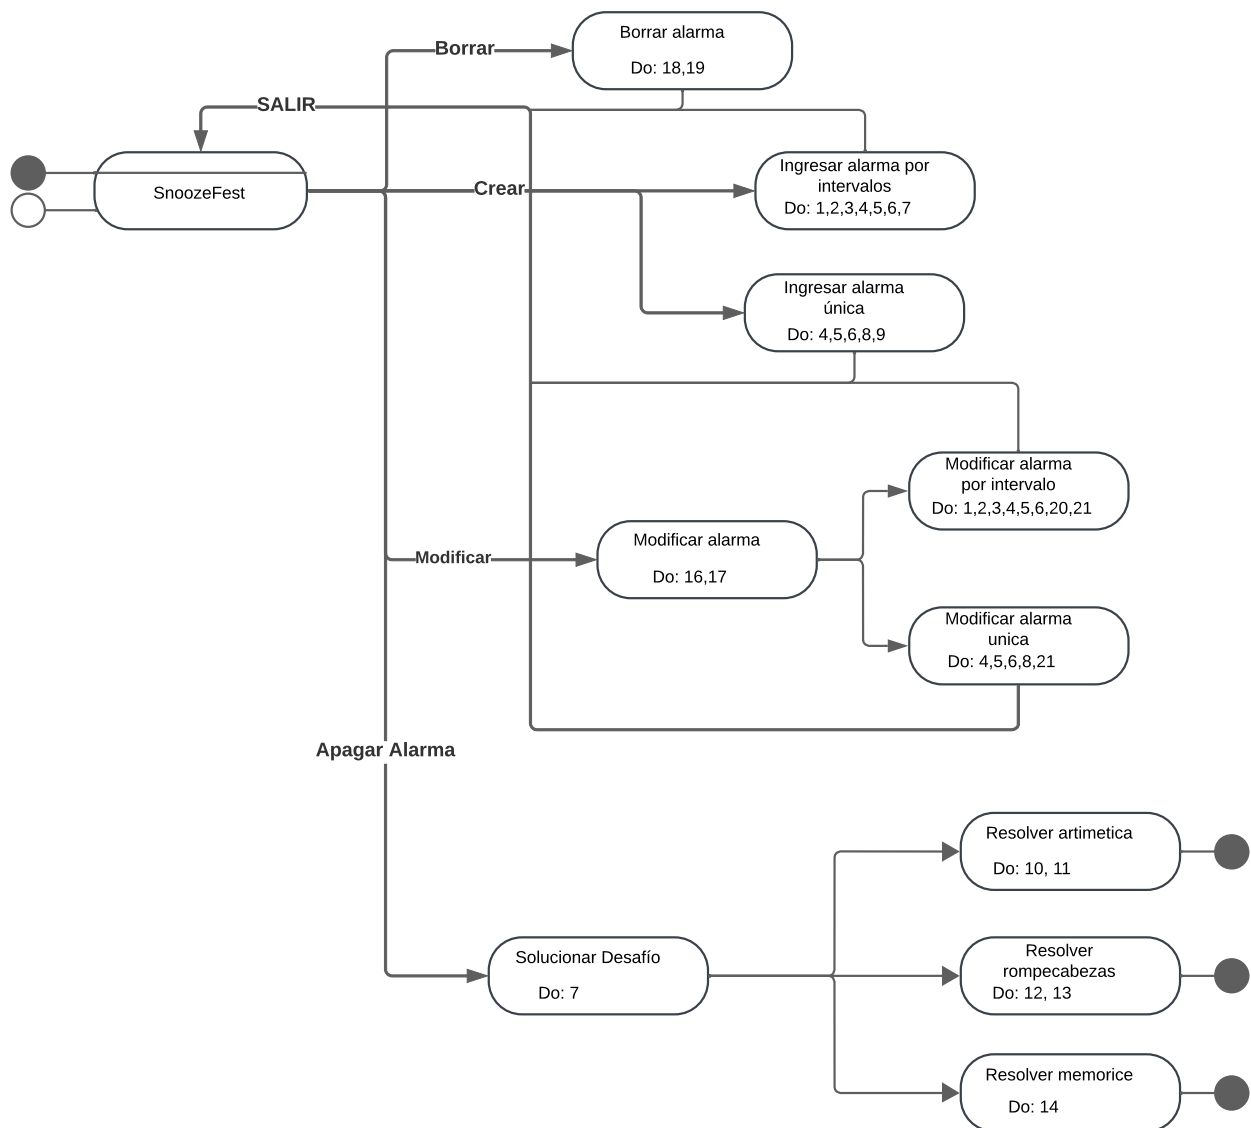 Borrar alarma
Do: 18,19
Borrar
SALIR
SnoozeFest
Crear
Ingresar alarma por
intervalos
Do: 1,2,3,4,5,6,7
Ingresar alarma
única
Do: 4,5,6,8,9
Modificar alarma
por intervalo
Do: 1,2,3,4,5,6,20,21
Modificar
Modificar alarma
Do: 16,17
Modificar alarma
unica
Do: 4,5,6,8,21
Apagar Alarma
Resolver artimetica
Do: 10, 11
Solucionar Desafío
Do: 7
Resolver
rompecabezas
Do: 12, 13
Resolver memorice
Do: 14